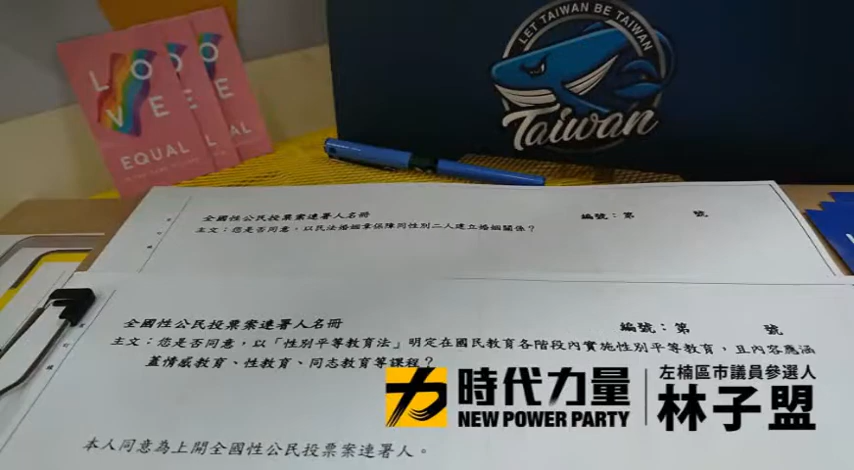 LOVE
EQUAL
LET TAIWAN BE TAIWAN
Taiwan
全國性公民投票案連署人名冊
編號：第 號
主文：您是否同意，以民法婚姻章保障同性別二人建立婚姻關係？
全國性公民投票案連署人名冊
編號：第 號
主文：您是否同意，以「性別平等教育法」明定在國民教育各階段內實施性別平等教育，且內容應涵
蓋情感教育、性教育、同志教育等課程？
本人同意為上開全國性公民投票案連署人。
力
時代力量
NEW POWER PARTY
左楠區市議員參選人
林子盟